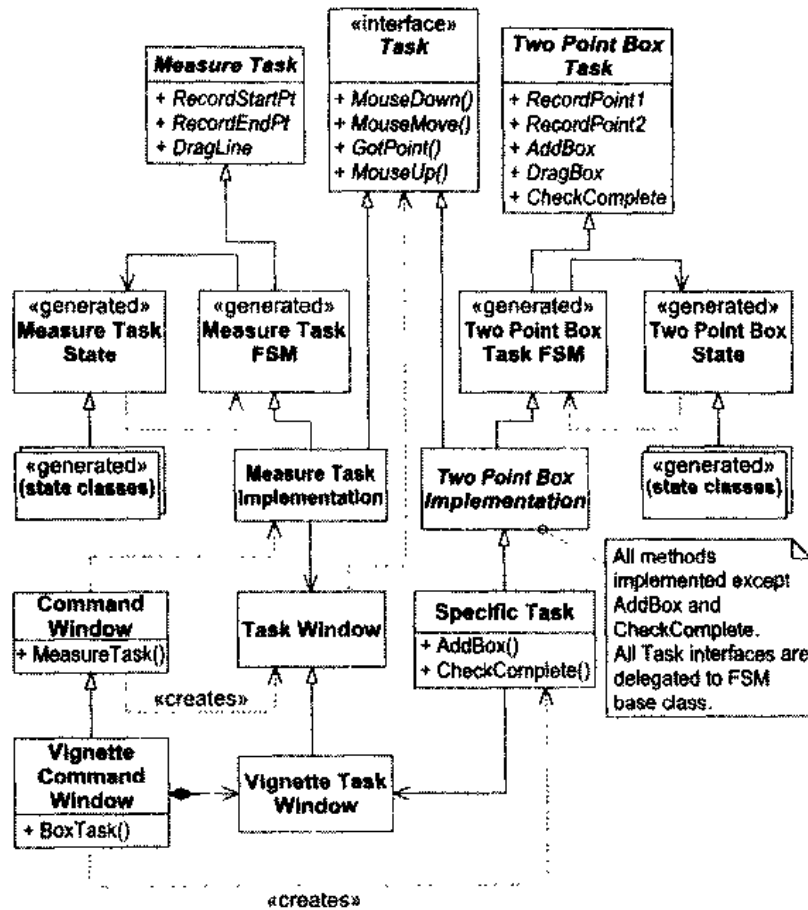 «interface»
Task
+ MouseDown()
+ MouseMove()
+ GotPoint()
+ MouseUp()
Measure Task
+ RecordStartPt
+ RecordEndPt
+ DragLine
Two Point Box
Task
+ RecordPoint1
+ RecordPoint2
+ AddBox
+ DragBox
+ CheckComplete
«generated»
Measure Task
State
«generated»
Measure Task
FSM
«generated»
Two Point Box
Task FSM
«generated»
Two Point Box
State
«generated»
(state classes)
Measure Task
Implementation
Two Point Box
Implementation
«generated»
(state classes)
All methods
implemented except
AddBox and
CheckComplete.
All Task interfaces are
delegated to FSM
base class.
Command
Window
+ MeasureTask()
Task Window
Specific Task
+ AddBox()
+ CheckComplete()
«creates»
Vignette
Command
Window
+ BoxTask()
Vignette Task
Window
«creates»